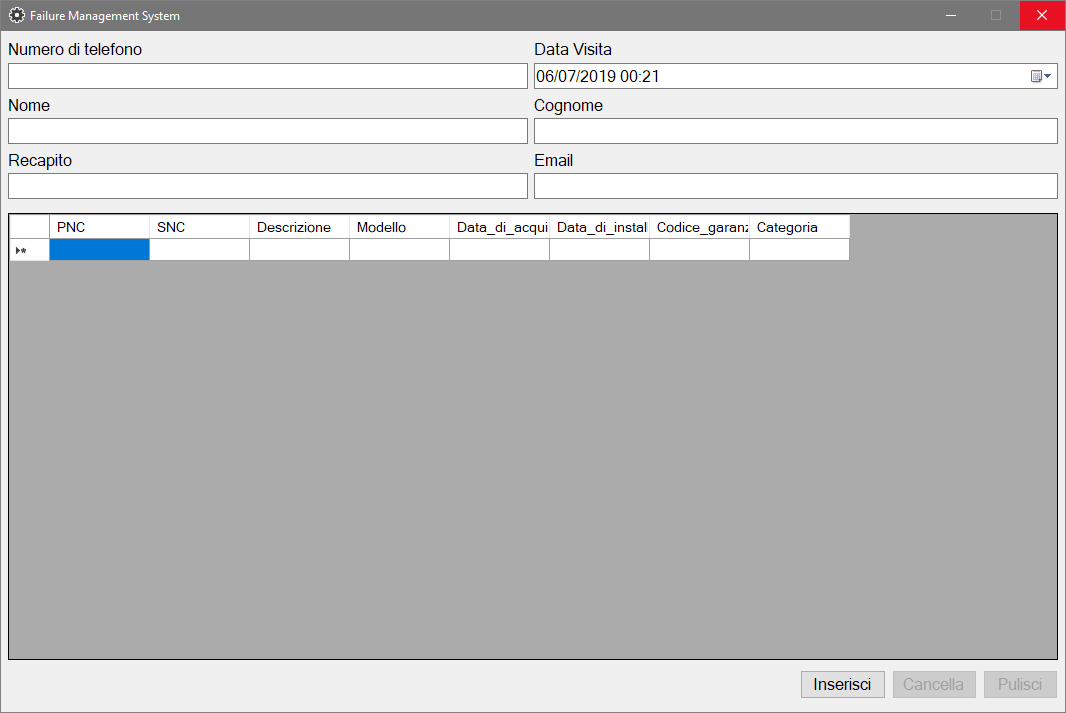 Failure Management System
Numero di telefono Data Visita
06/07/2019 00:21
Nome Cognome
Recapito Email
PNC SNC Descrizione Modello Data_di_acqui Data_di_instal Codice_garanz Categoria
Inserisci Cancella Pulisci